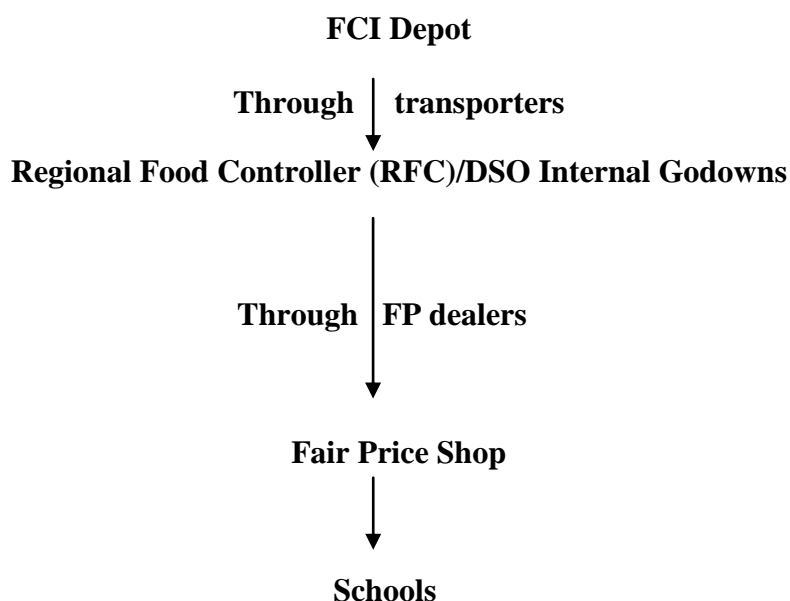 FCI Depot
Through transporters
Regional Food Controller (RFC)/DSO Internal Godowns
Through FP dealers
Fair Price Shop
Schools